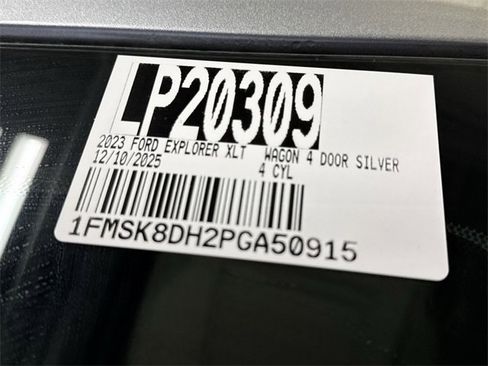 LP20309
2023 FORD EXPLORER XLT WAGON 4 DOOR SILVER
12/10/2025 4 CYL
1FMSK8DH2PGA50915